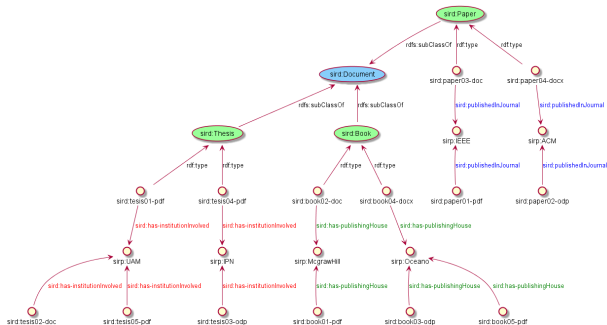 sird:Paper
rdfs:subClassOf rdf:type rdf:type
sird:Document sird:paper03-doc sird:paper04-docx
rdfs:subClassOf rdfs:subClassOf sird:publishedInJournal sird:publishedInJournal
sird:Thesis sird:Book sirp:IEEE sirp:ACM
rdf:type rdf:type rdf:type rdf:type sird:publishedInJournal sird:publishedInJournal
sird:tesis01-pdf sird:tesis04-pdf sird:book02-doc sird:book04-docx sird:paper01-pdf sird:paper02-odp
sird:has-institutionInvolved sird:has-institutionInvolved sird:has-publishingHouse sird:has-publishingHouse
sirp:UAM sirp:IPN sirp:McgrawHill sirp:Oceano
sird:has-institutionInvolved sird:has-institutionInvolved sird:has-institutionInvolved sird:has-publishingHouse sird:has-publishingHouse sird:has-publishingHouse
sird:tesis02-doc sird:tesis05-pdf sird:tesis03-odp sird:book01-pdf sird:book03-odp sird:book05-pdf